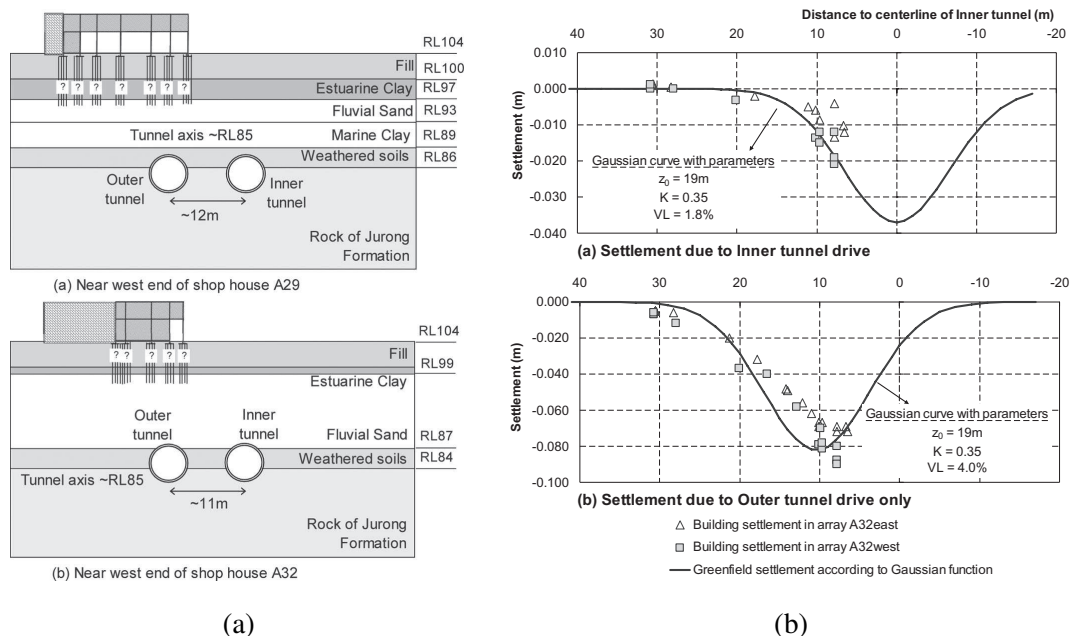 RL104
Fill
RL100
? ? ? ? ? ? ?
Estuarine Clay
RL97
Fluvial Sand
RL93
Tunnel axis ~RL85
Marine Clay
RL89
Weathered soils
RL86
Outer
tunnel
Inner
tunnel
~12m
Rock of Jurong
Formation
(a) Near west end of shop house A29
RL104
? ? ? ? ?
Fill
RL99
Estuarine Clay
Outer
tunnel
Inner
tunnel
Fluvial Sand
RL87
Weathered soils
RL84
Tunnel axis ~RL85
~11m
Rock of Jurong
Formation
(b) Near west end of shop house A32
(a)
Distance to centerline of Inner tunnel (m)
40 30 20 10 0 -10 -20
0.010
0.000
-0.010
-0.020
-0.030
-0.040
Settlement (m)
Gaussian curve with parameters
z0 = 19m
K = 0.35
VL = 1.8%
(a) Settlement due to Inner tunnel drive
40 30 20 10 0 -10 -20
0.000
-0.020
-0.040
-0.060
-0.080
-0.100
Settlement (m)
Gaussian curve with parameters
z0 = 19m
K = 0.35
VL = 4.0%
(b) Settlement due to Outer tunnel drive only
Building settlement in array A32east
Building settlement in array A32west
Greenfield settlement according to Gaussian function
(b)